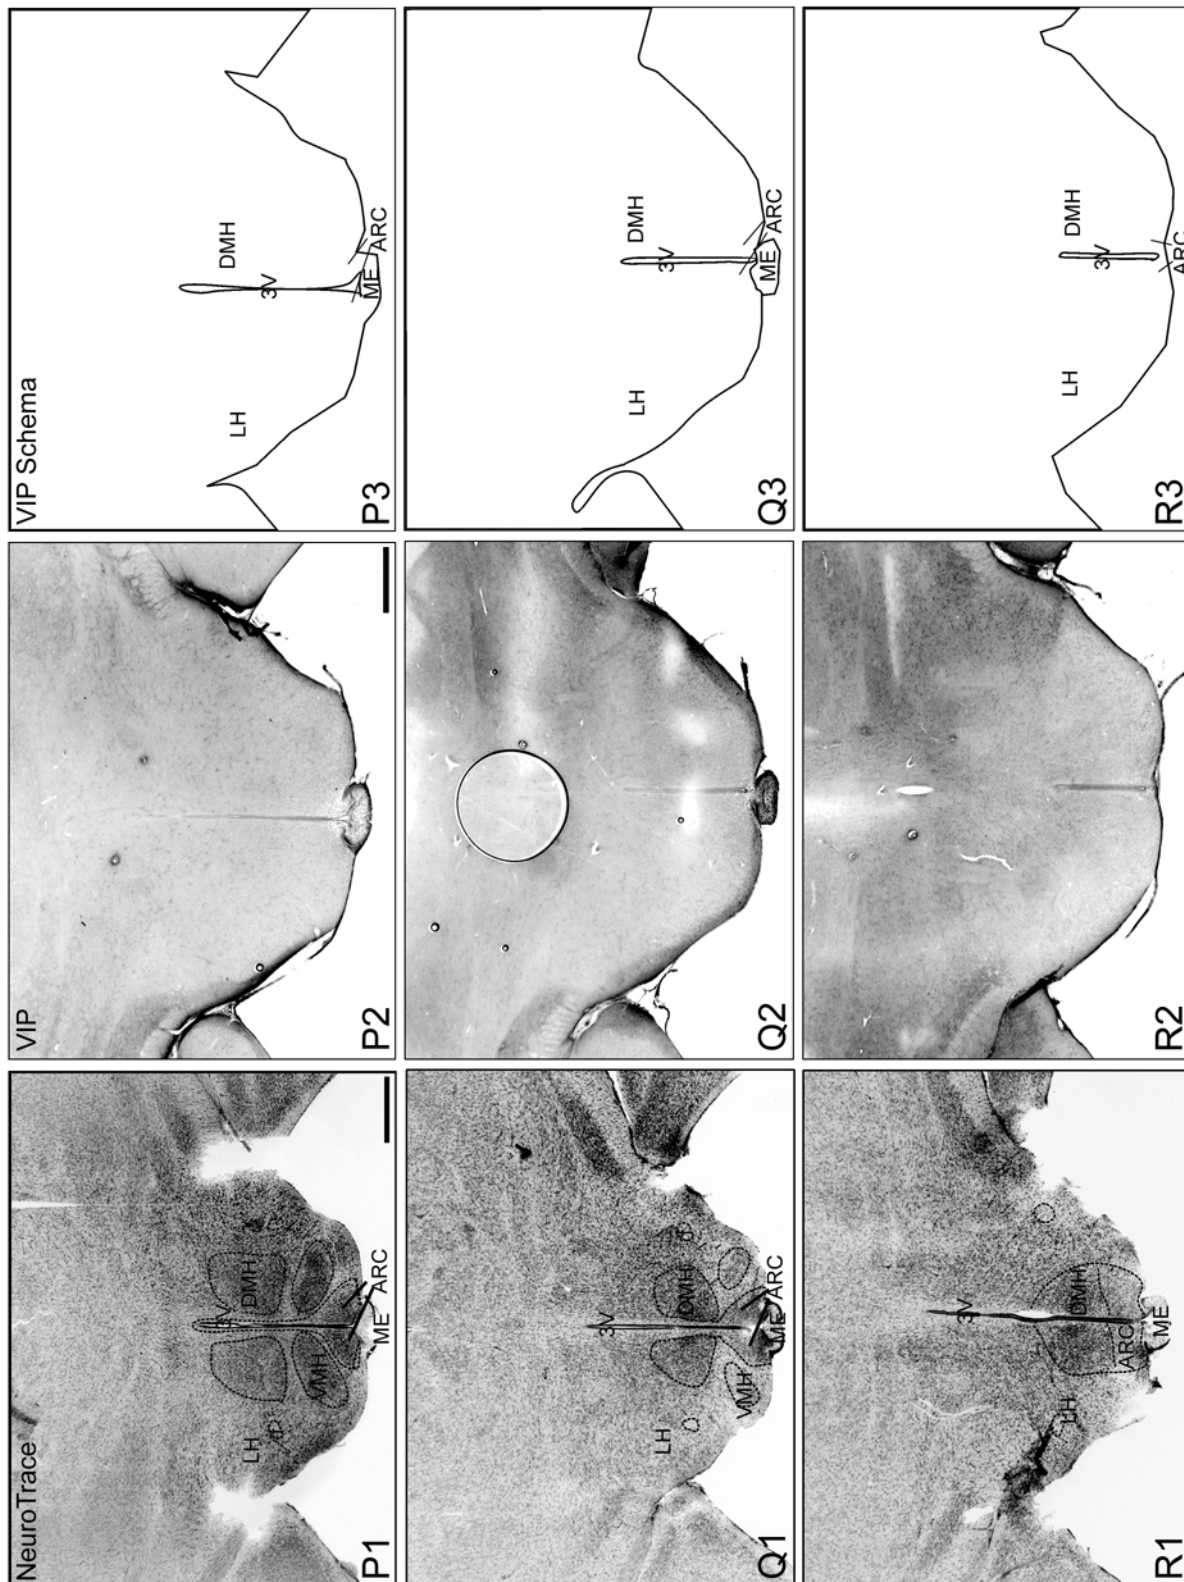 VIP Schema
LH
DMH
3V
ME
ARC
P3
LH
DMH
3V
ME
ARC
Q3
LH
DMH
3V
ARC
R3
VIP
P2
Q2
R2
NeuroTrace
LH
f
3V
DMH
VMH
ME
ARC
P1
LH
3V
DMH
f
VMH
ME
ARC
Q1
3V
DMH
LH
ARC
ME
R1